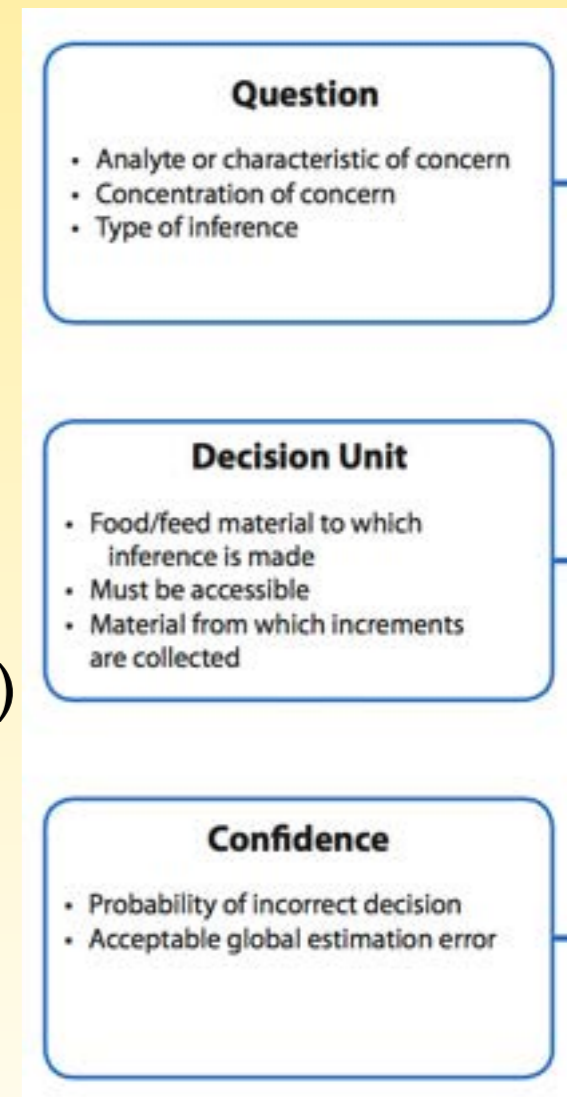 Question
• Analyte or characteristic of concern
• Concentration of concern
• Type of inference
Decision Unit
• Food/feed material to which
inference is made
• Must be accessible
• Material from which increments
are collected
)
Confidence
• Probability of incorrect decision
• Acceptable global estimation error